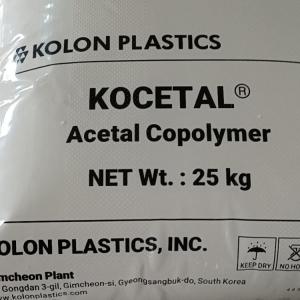 KOLON PLASTICS
KOCETAL®
Acetal Copolymer
NET Wt. : 25 kg
OLON PLASTICS, INC.
KEEP DRY
NO HO
mcheon Plant
Gongdan 3-gil, Gimcheon-si, Gyeongsangbuk-do, South Korea
www.kolonplastics.com